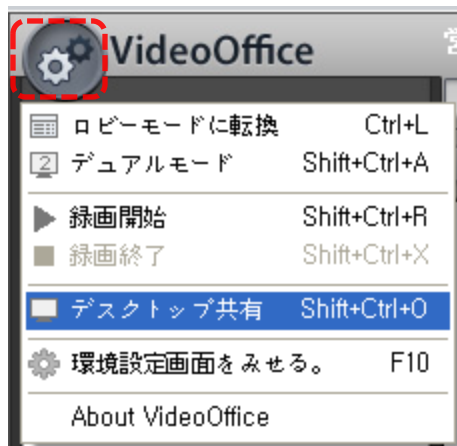 VideoOffice
ロビーモードに転換 Ctrl+L
2 デュアルモード Shift+Ctrl+A
録画開始 Shift+Ctrl+R
録画終了 Shift+Ctrl+X
デスクトップ共有 Shift+Ctrl+O
環境設定画面をみせる。 F10
About VideoOffice